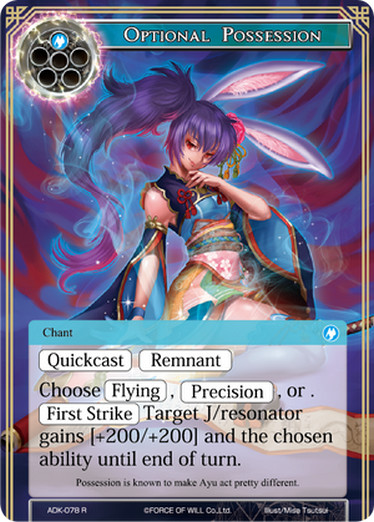 Optional Possession
Chant
Quickcast Remnant
Choose Flying , Precision , or .
First Strike Target J/resonator
gains [+200/+200] and the chosen
ability until end of turn.
Possession is known to make Ayu act pretty different.
ADK-078 R ©FORCE OF WILL Co.,Ltd. Illust/Misa Tsutsui